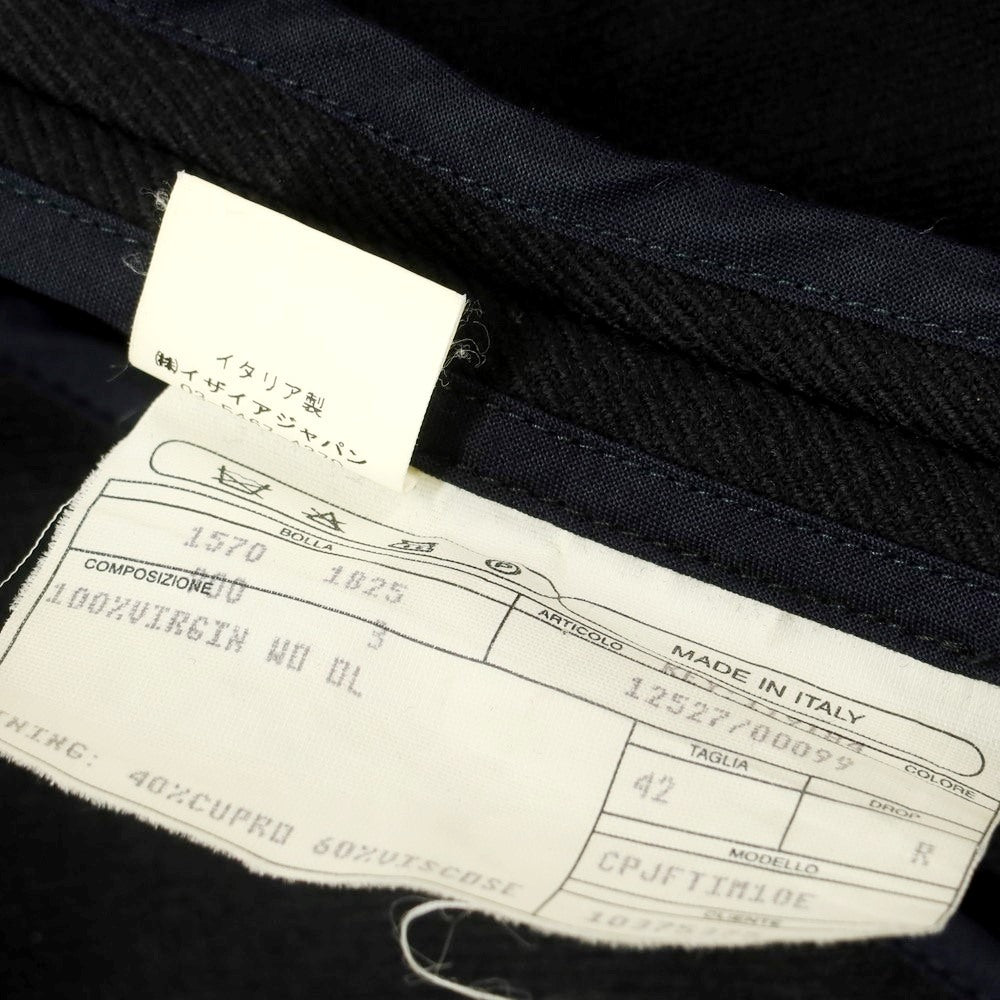 イタリア製
㈱イザイアジャパン
MADE IN ITALY
BOLLA
1570 1825
200 3
ARTICOLO
12527/00099
COLORE
COMPOSIZIONE
100%VIRGIN WO OL
NING: 40%CUPRO 60%VISCOSE
TAGLIA
42
DROP
R
MODELLO
CPJFTIM10E
CLIENTE